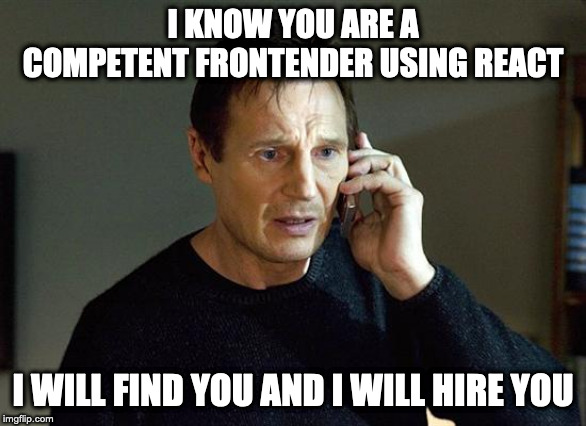 I KNOW YOU ARE A
COMPETENT FRONTENDER USING REACT
I WILL FIND YOU AND I WILL HIRE YOU
imgflip.com